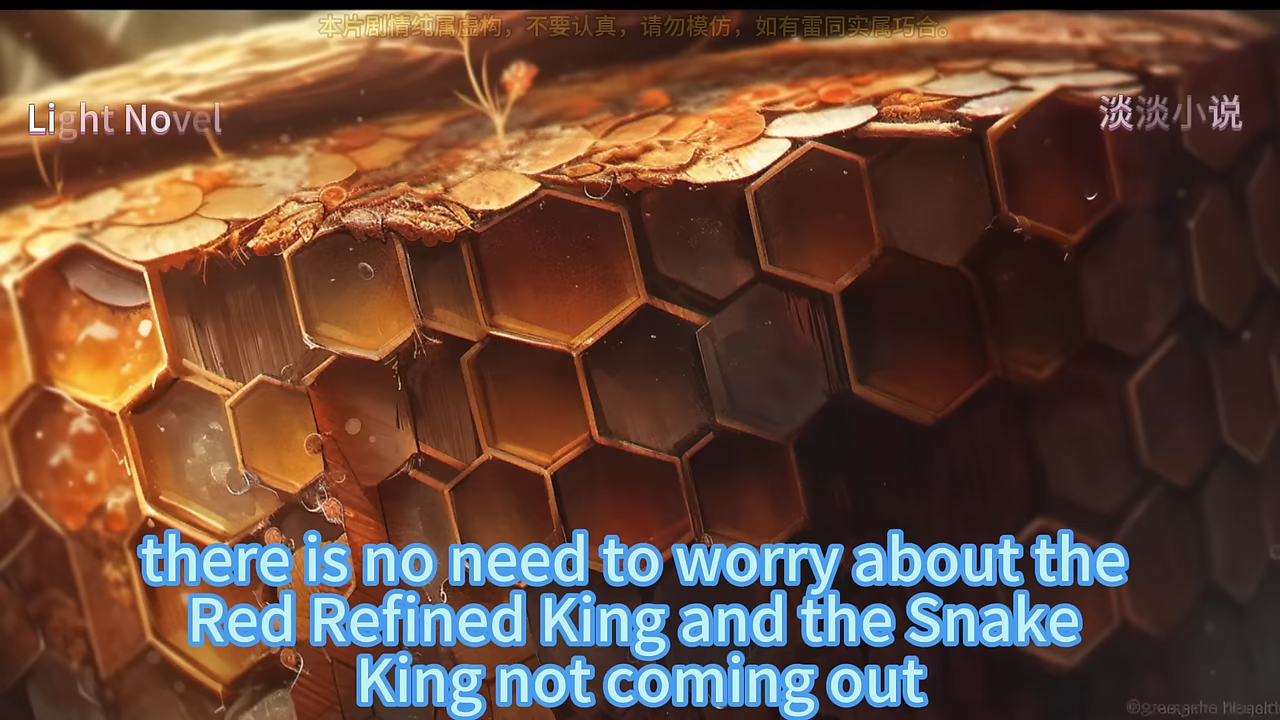 本片剧情纯属虚构，不要认真，请勿模仿，如有雷同实属巧合。
Light Novel
淡淡小说
there is no need to worry about the
Red Refined King and the Snake
King not coming out